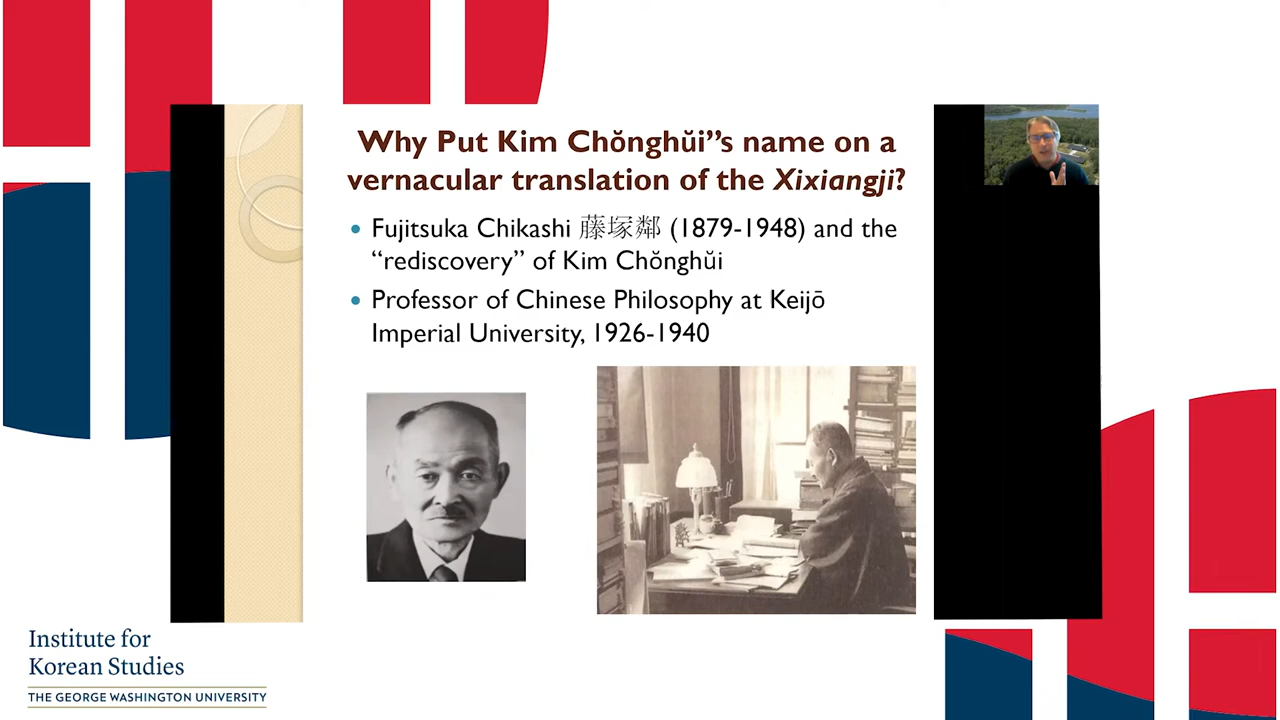 Why Put Kim Chŏnghŭi”s name on a
vernacular translation of the Xixiangji?
• Fujitsuka Chikashi 藤塚鄰 (1879-1948) and the
“rediscovery” of Kim Chŏnghŭi
• Professor of Chinese Philosophy at Keijō
Imperial University, 1926-1940
Institute for
Korean Studies
THE GEORGE WASHINGTON UNIVERSITY